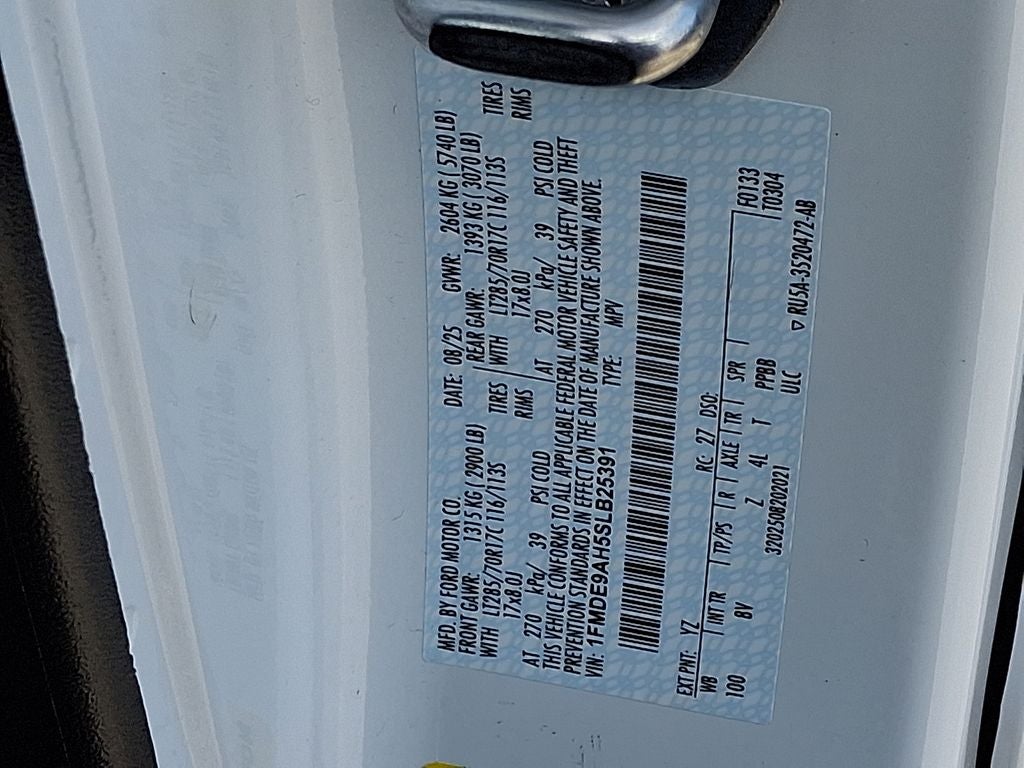 MFD. BY FORD MOTOR CO. DATE: 08/25 GVWR: 2604 KG ( 5740 LB)
FRONT GAWR: 1315 KG ( 2900 LB) REAR GAWR: 1393 KG ( 3070 LB)
WITH LT285/70R17C 116/113S TIRES WITH LT285/70R17C 116/113S TIRES
17x8.0J RIMS 17x8.0J RIMS
AT 270 kPa/ 39 PSI COLD AT 270 kPa/ 39 PSI COLD
THIS VEHICLE CONFORMS TO ALL APPLICABLE FEDERAL MOTOR VEHICLE SAFETY AND THEFT
PREVENTION STANDARDS IN EFFECT ON THE DATE OF MANUFACTURE SHOWN ABOVE.
VIN: 1FMDE9AH5SLB25391 TYPE: MPV
EXT PNT: YZ RC: 27 DSO: F0133
WB INT TR TP/PS R AXLE TR SPR T0304
100 BV Z 4L T PPBB
3202508202021 ULC ▽ RU5A-3520472-AB